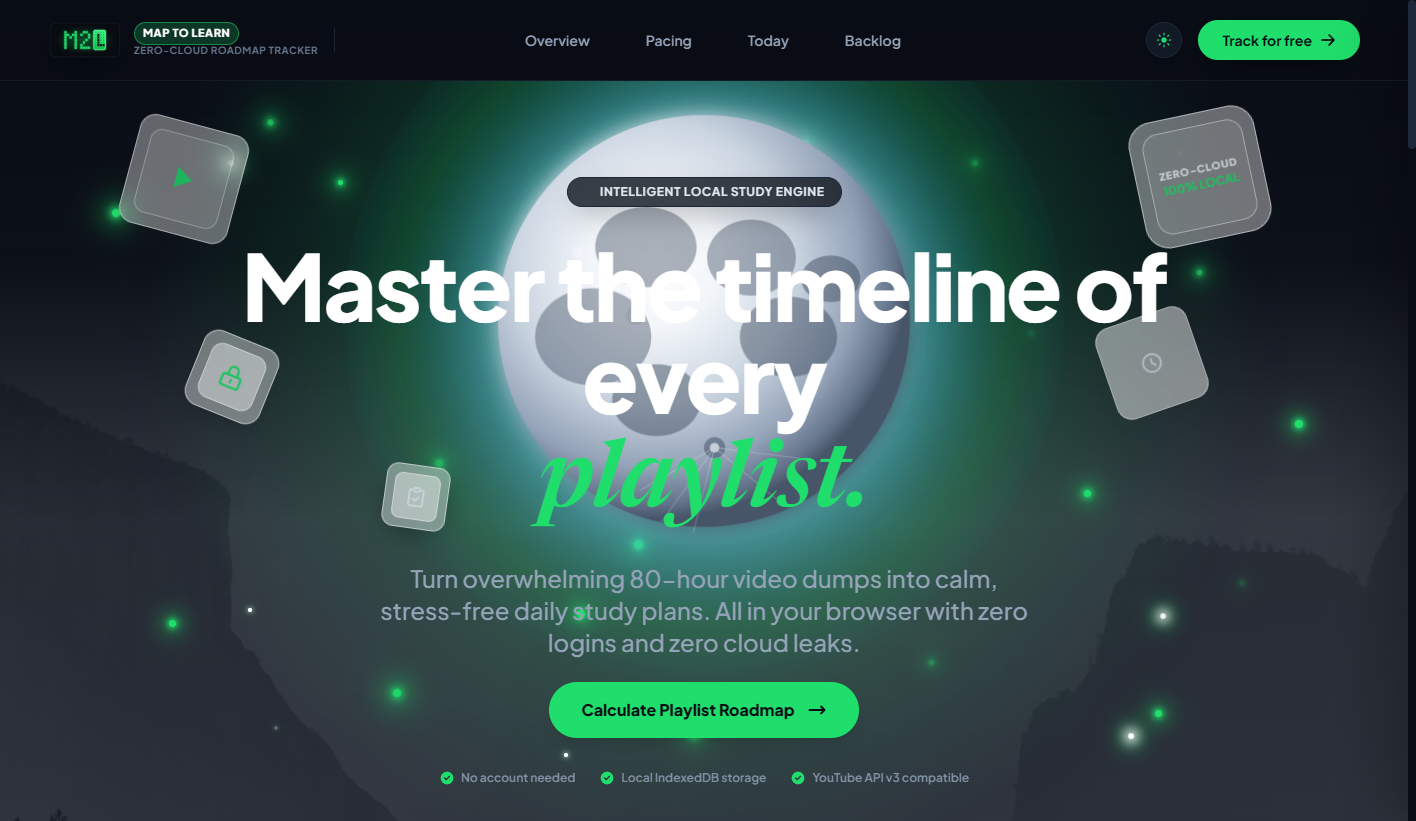 M2L
MAP TO LEARN
ZERO-CLOUD ROADMAP TRACKER
Overview
Pacing
Today
Backlog
Track for free
ZERO-CLOUD
100% LOCAL
INTELLIGENT LOCAL STUDY ENGINE
Master the timeline of
every
playlist.
Turn overwhelming 80-hour video dumps into calm,
stress-free daily study plans. All in your browser with zero
logins and zero cloud leaks.
Calculate Playlist Roadmap
No account needed
Local IndexedDB storage
YouTube API v3 compatible